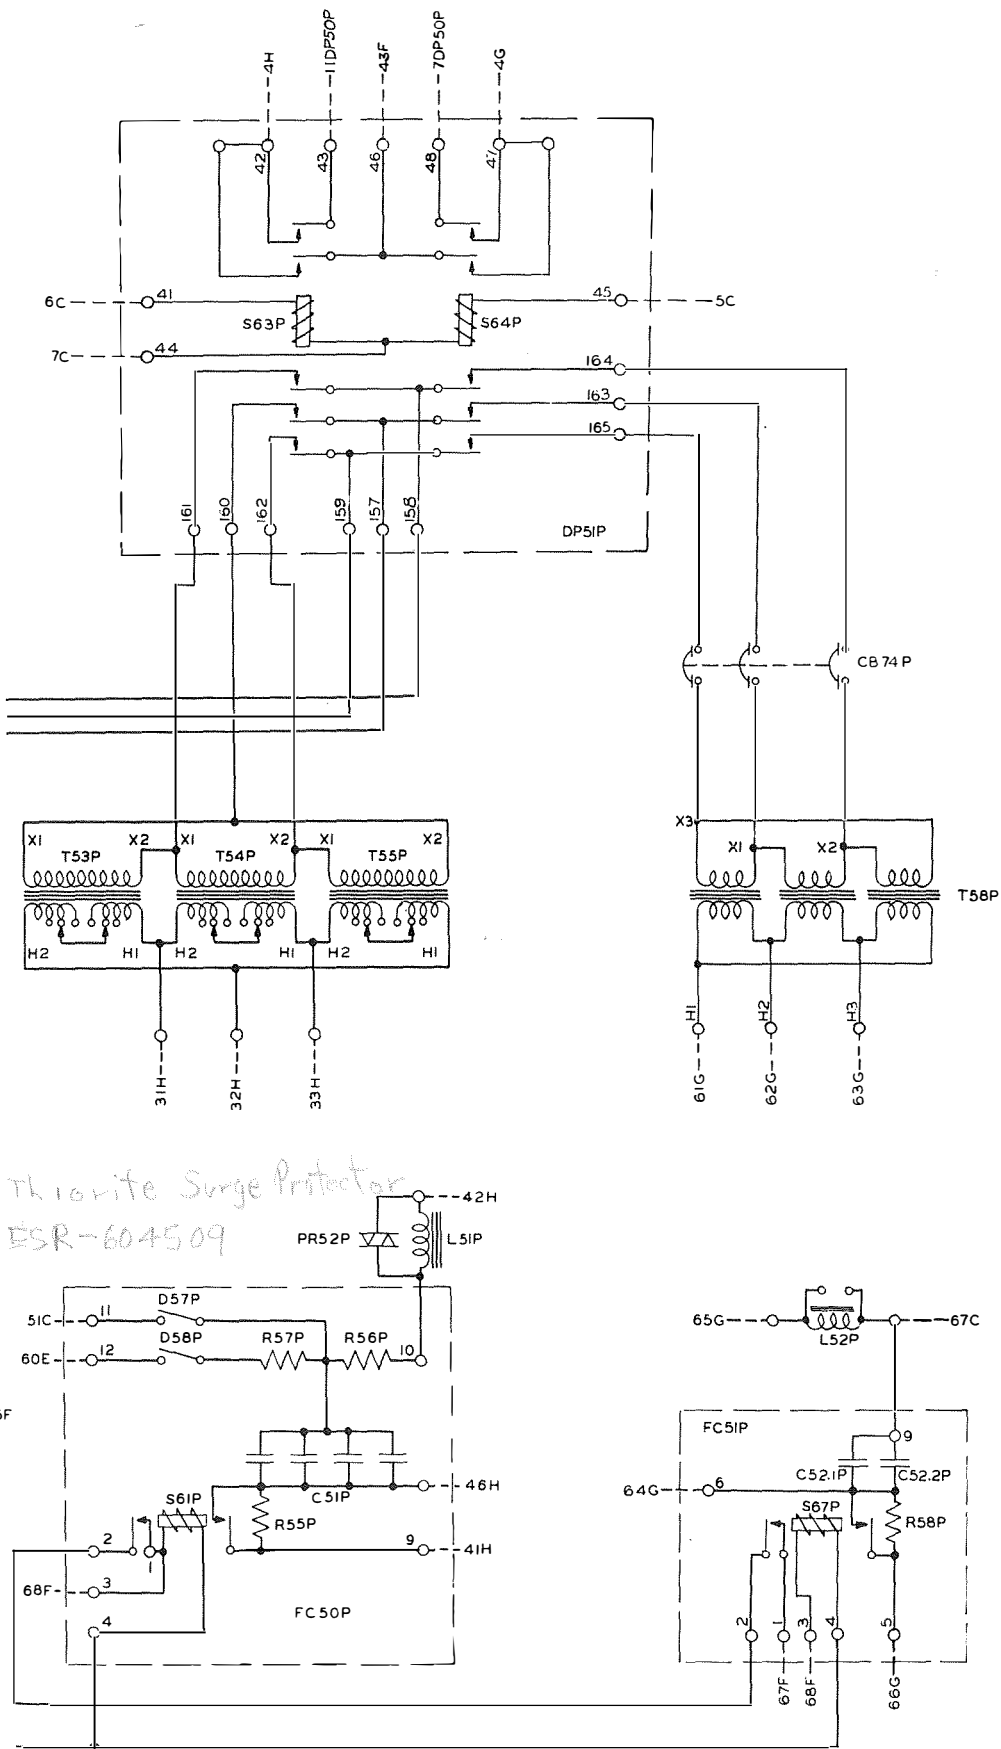 4H
11DP50P
43F
7DP50P
4G
42
43
46
48
47
6C
41
S63P
S64P
45
5C
7C
44
164
163
165
161
160
162
159
157
158
DP51P
CB74P
X1 X2 X1 X2 X1 X2
T53P T54P T55P
H2 H1 H2 H1 H2 H1
31H
32H
33H
X3
X1
X2
T58P
H1
H2
H3
61G
62G
63G
Surge Protector
ESR-604509
42H
PR52P
L51P
51C
11
D57P
60E
12
D58P
R57P
R56P
10
65G
L52P
67C
C51P
46H
S61P
R55P
9
41H
2
1
68F
3
4
FC50P
FC51P
9
C52.1P
C52.2P
64G
6
S67P
R58P
2
1
3
4
5
67F
68F
66G